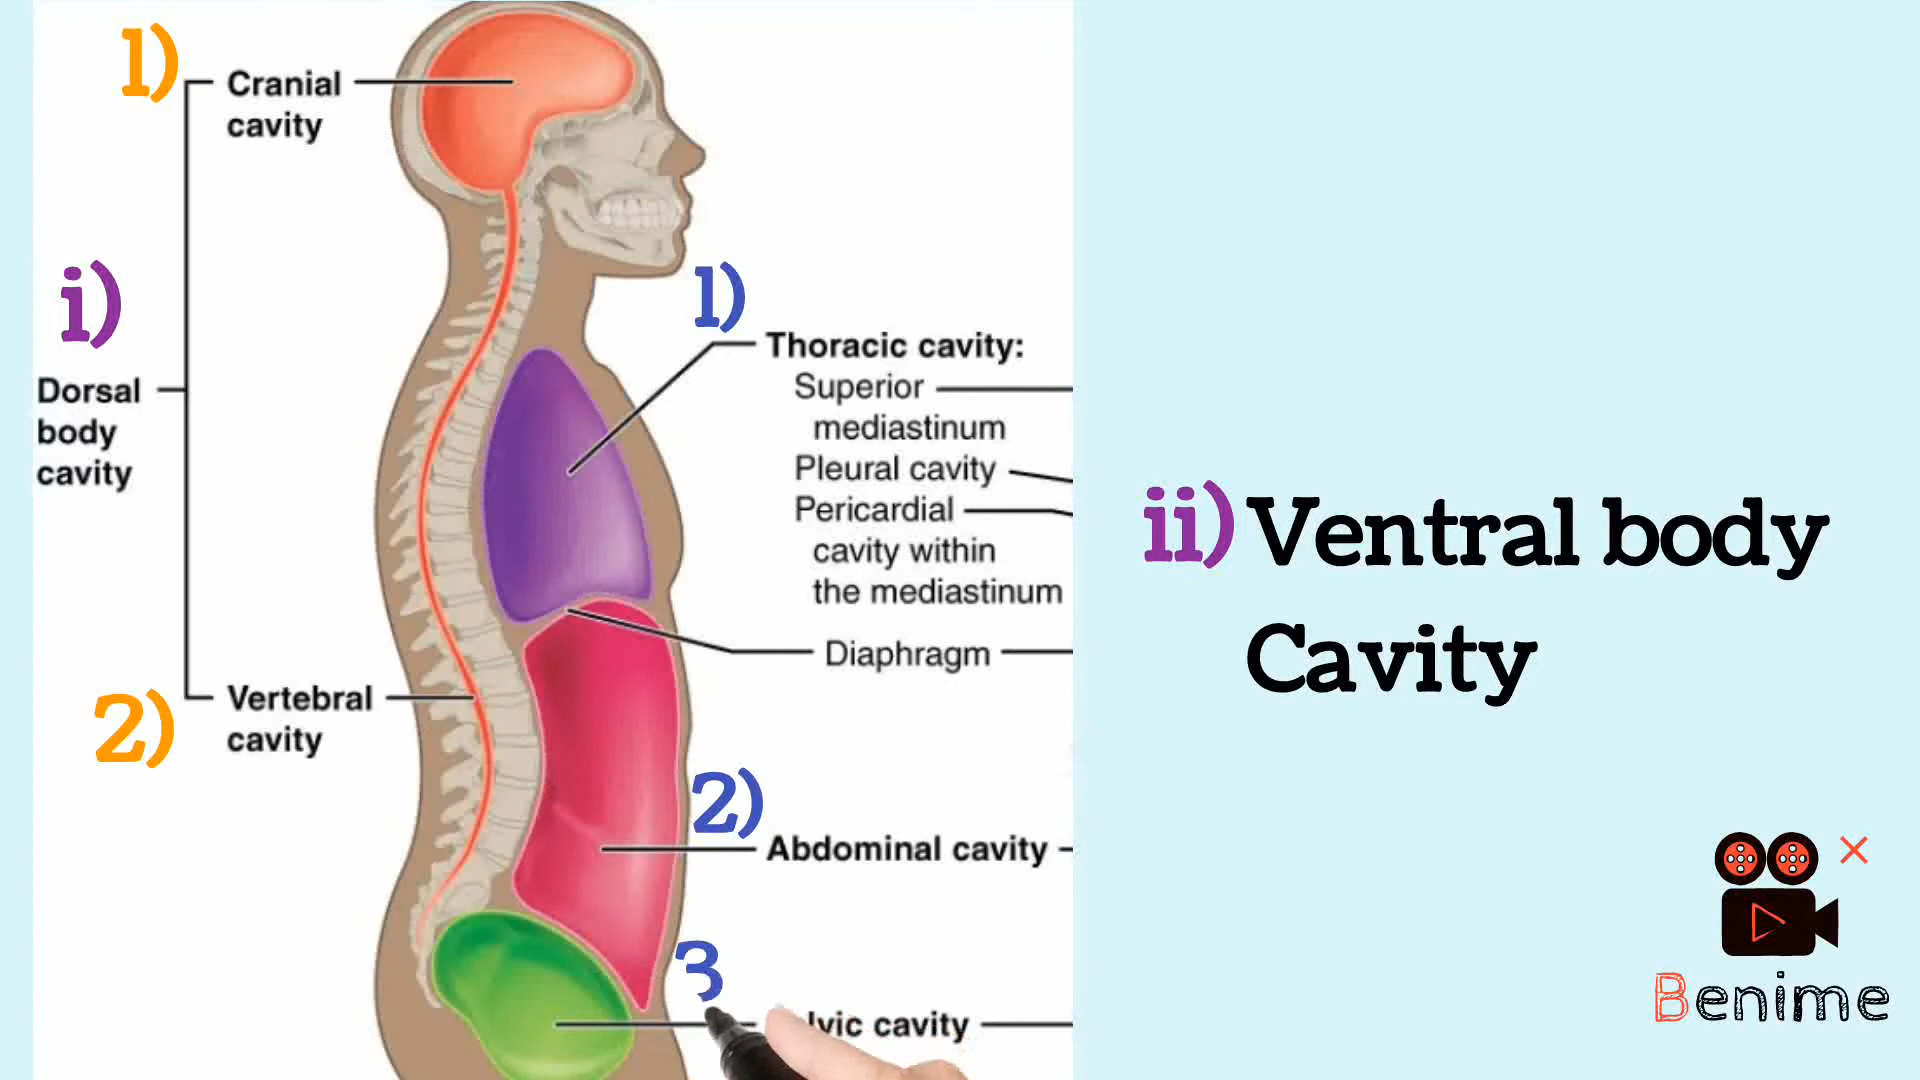 1)
Cranial
cavity
i)
Dorsal
body
cavity
2)
Vertebral
cavity
1)
Thoracic cavity:
Superior
mediastinum
Pleural cavity
Pericardial
cavity within
the mediastinum
Diaphragm
2)
Abdominal cavity
3
cavity
ii) Ventral body
Cavity
Benime